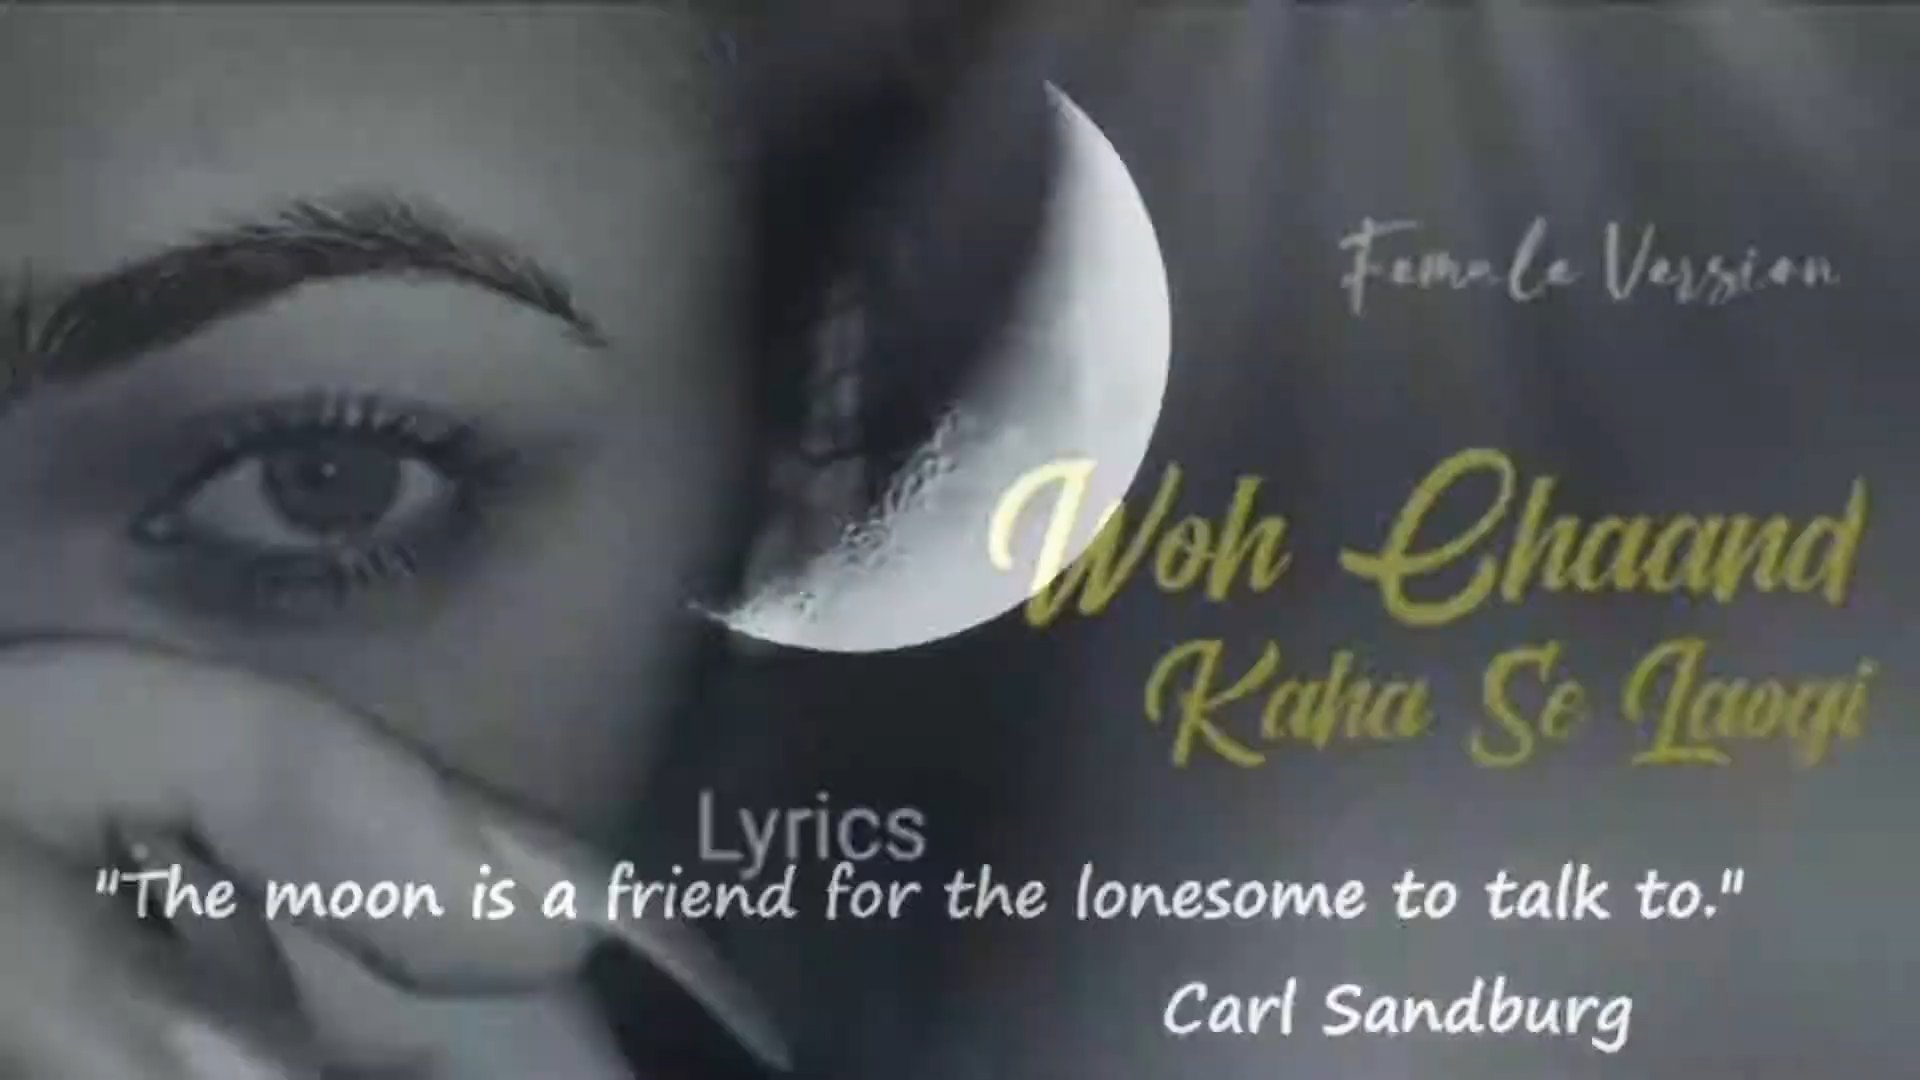 Female Version
Woh Chaand
Kaha Se Laogi
Lyrics
"The moon is a friend for the lonesome to talk to."
Carl Sandburg